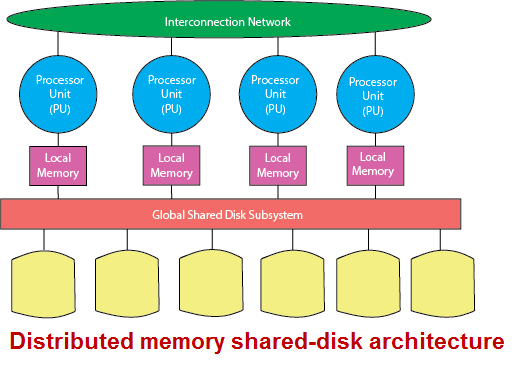 Interconnection Network
Processor
Unit
(PU)
Processor
Unit
(PU)
Processor
Unit
(PU)
Processor
Unit
(PU)
Local
Memory
Local
Memory
Local
Memory
Local
Memory
Global Shared Disk Subsystem
Distributed memory shared-disk architecture